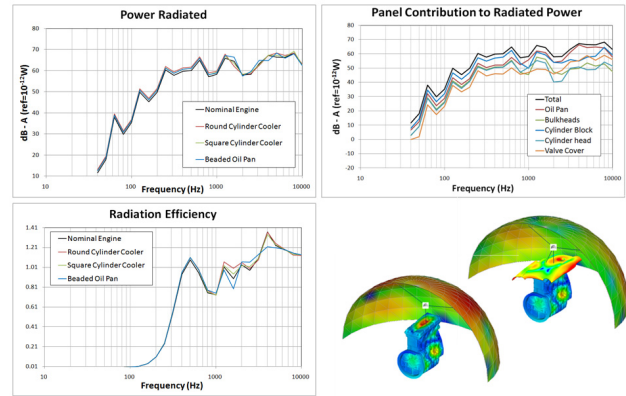 Power Radiated
dB - A (ref=10⁻¹²W)
80
70
60
50
40
30
20
10
Nominal Engine
Round Cylinder Cooler
Square Cylinder Cooler
Beaded Oil Pan
10
100
1000
10000
Frequency (Hz)
Panel Contribution to Radiated Power
dB - A (ref=10⁻¹²W)
80
70
60
50
40
30
20
10
0
-10
-20
Total
Oil Pan
Bulkheads
Cylinder Block
Cylinder head
Valve Cover
10
100
1000
10000
Frequency (Hz)
Radiation Efficiency
1.41
1.21
1.01
0.81
0.61
0.41
0.21
0.01
Nominal Engine
Round Cylinder Cooler
Square Cylinder Cooler
Beaded Oil Pan
10
100
1000
10000
Frequency (Hz)